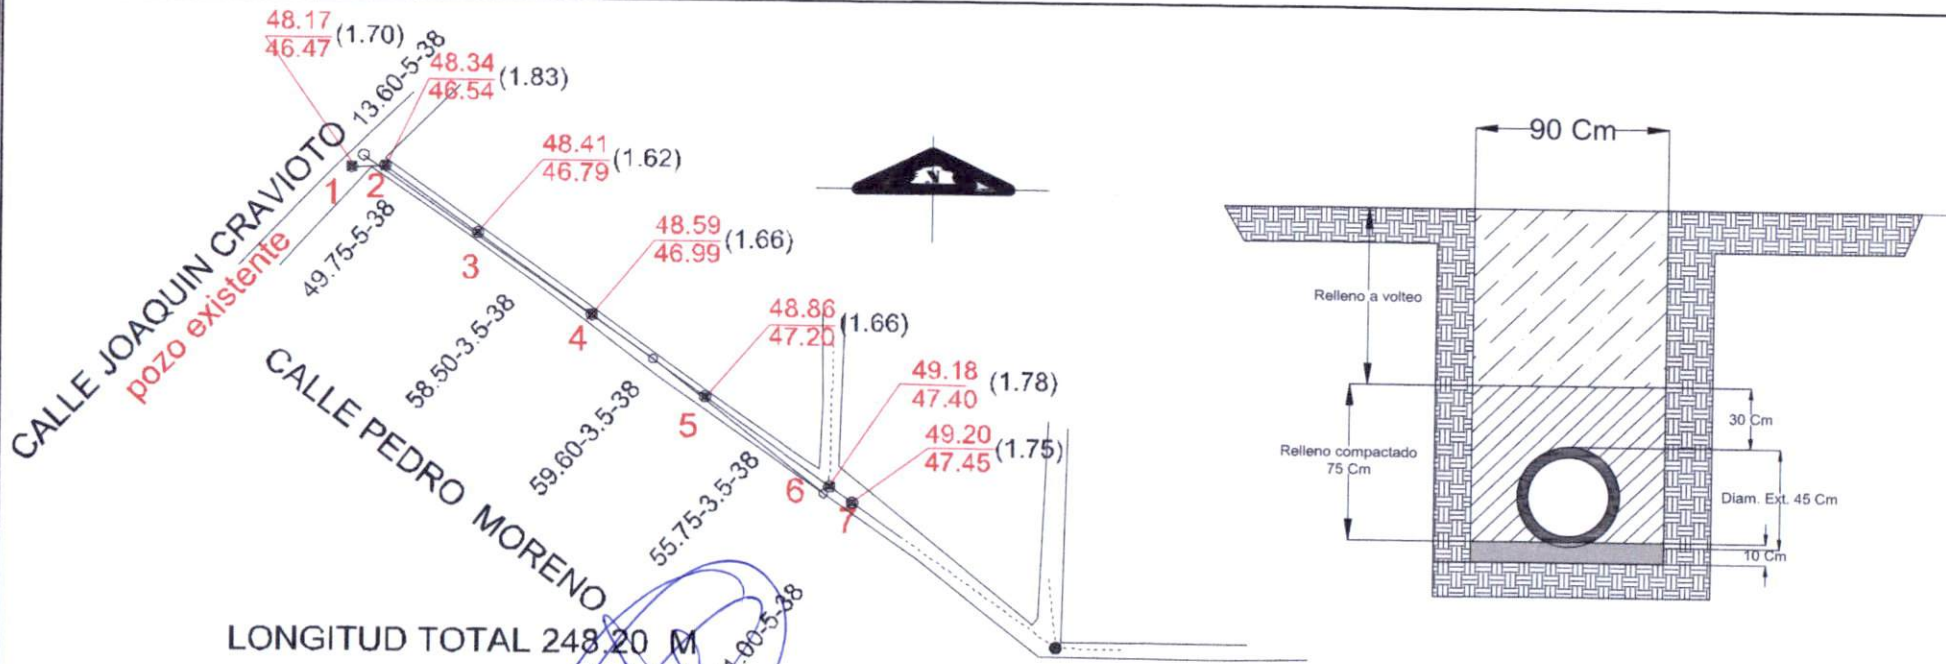 48.17
46.47
(1.70)
13.60-5-38
48.34
46.54
(1.83)
48.41
46.79
(1.62)
48.59
46.99
(1.66)
48.86
47.20
(1.66)
49.18
47.40
(1.78)
49.20
47.45
(1.75)
1
2
3
4
5
6
7
CALLE JOAQUIN CRAVIOTO
pozo existente
49.75-5-38
58.50-3.5-38
59.60-3.5-38
55.75-3.5-38
.00-5-38
CALLE PEDRO MORENO
LONGITUD TOTAL 248.20 M
N
90 Cm
Relleno a volteo
Relleno compactado
75 Cm
30 Cm
Diam. Ext. 45 Cm
10 Cm